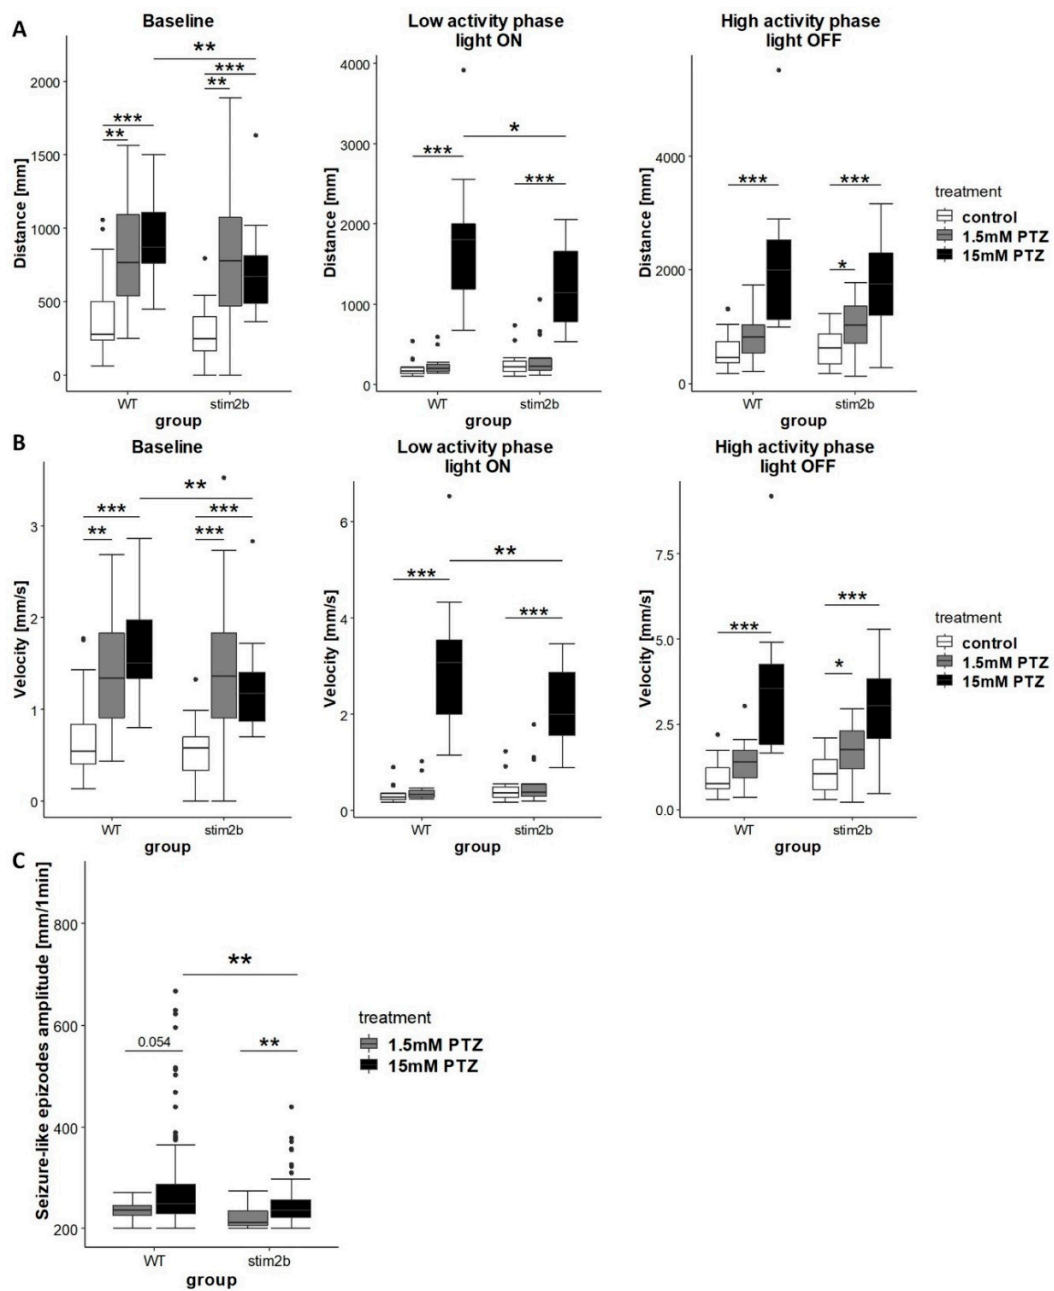 A
Baseline
Low activity phase
light ON
High activity phase
light OFF
Distance [mm]
2000
1500
1000
500
0
**
***
**
***
**
WT
stim2b
group
Distance [mm]
4000
3000
2000
1000
0
***
*
***
WT
stim2b
group
Distance [mm]
4000
2000
0
***
***
*
WT
stim2b
group
treatment
control
1.5mM PTZ
15mM PTZ
B
Baseline
Low activity phase
light ON
High activity phase
light OFF
Velocity [mm/s]
3
2
1
0
**
***
**
***
***
WT
stim2b
group
Velocity [mm/s]
6
4
2
0
***
**
***
WT
stim2b
group
Velocity [mm/s]
7.5
5.0
2.5
0.0
***
***
*
WT
stim2b
group
treatment
control
1.5mM PTZ
15mM PTZ
C
Seizure-like epizodes amplitude [mm/1min]
800
600
400
200
**
0.054
**
WT
stim2b
group
treatment
1.5mM PTZ
15mM PTZ